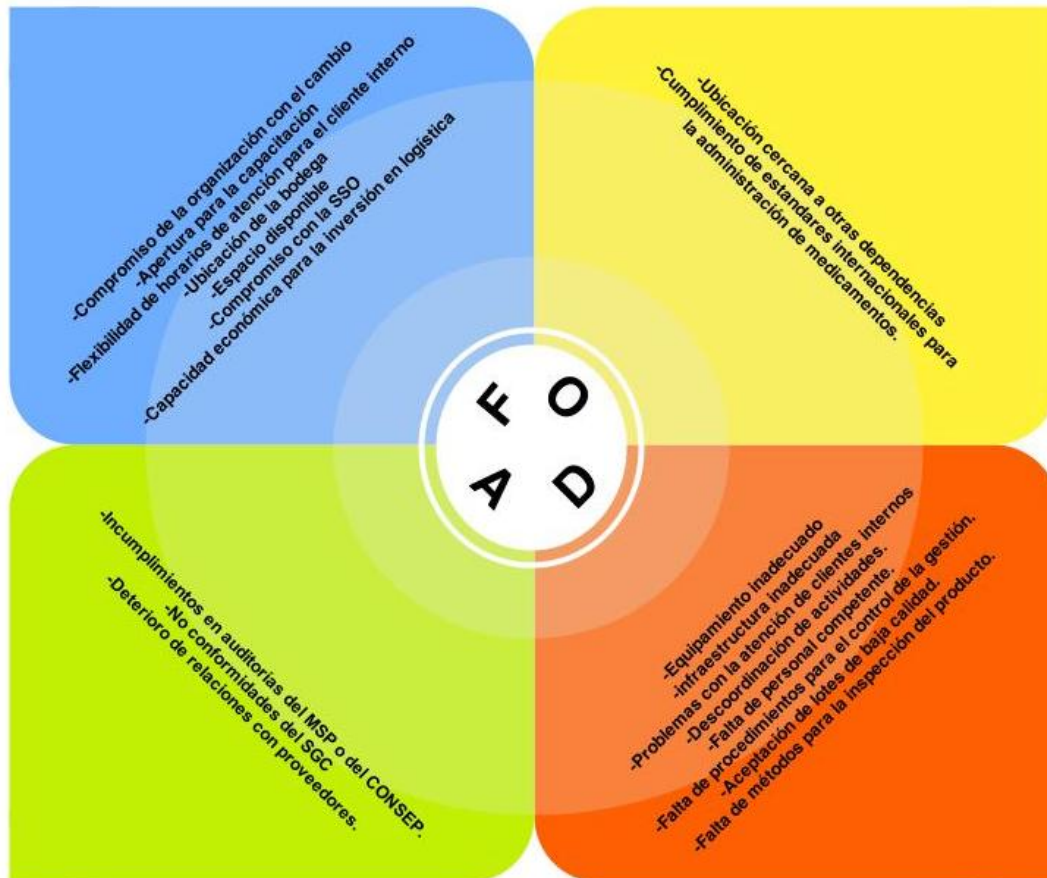 -Compromiso de la organización con el cambio
-Apertura para la capacitación
-Flexibilidad de horarios de atención para el cliente interno
-Ubicación de la bodega
-Espacio disponible
-Compromiso con la SSO
-Capacidad económica para la inversión en logística
-Ubicación cercana a otras dependencias
-Cumplimiento de estandares internacionales para
la administración de medicamentos.
F
O
A
D
-Incumplimientos en auditorias del MSP o del CONSEP.
-No conformidades del SGC
-Deterioro de relaciones con proveedores.
-Equipamiento inadecuado
-infraestructura inadecuada
-Problemas con la atención de clientes internos
-Descoordinación de actividades.
-Falta de personal competente.
-Falta de procedimientos para el control de la gestión.
-Aceptación de lotes de baja calidad.
-Falta de métodos para la inspección del producto.